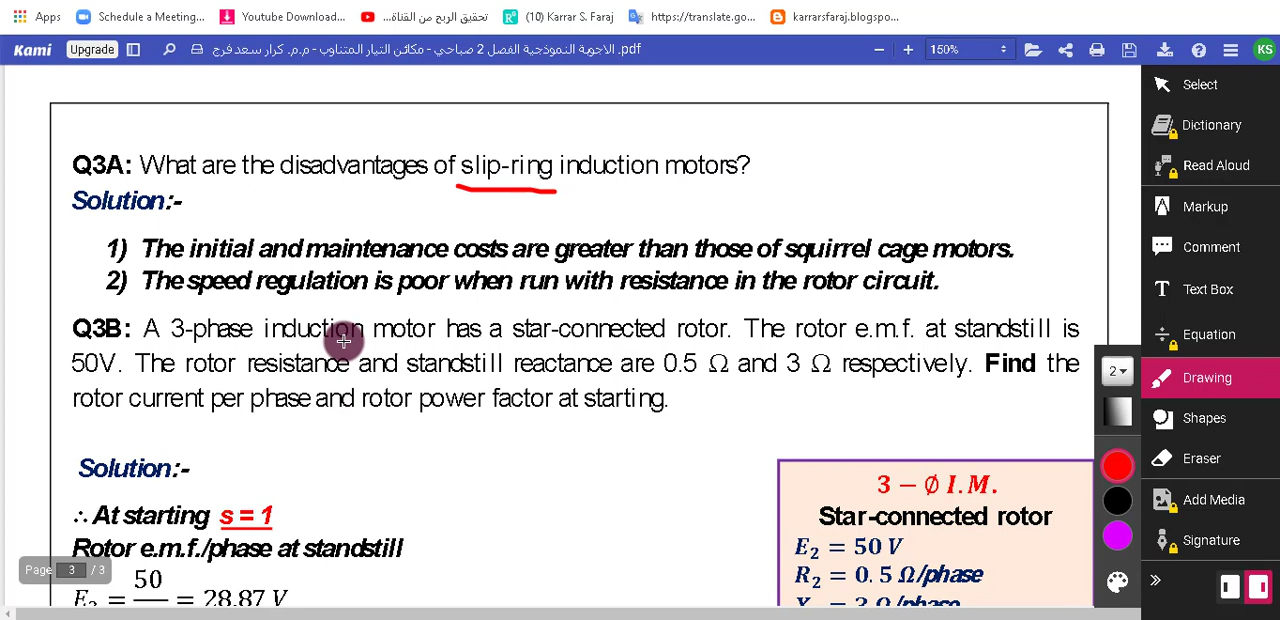 Apps Schedule a Meeting... Youtube Download... تحقيق الربح من القناة... (10) Karrar S. Faraj https://translate.go... karrarsfaraj.blogspo...
Kami Upgrade الاجوبة النموذجية الفصل 2 صباحي - مكائن التيار المتناوب - م.م. كرار سعد فرج.pdf 150% KS
Q3A: What are the disadvantages of slip-ring induction motors?
Solution:-
1) The initial and maintenance costs are greater than those of squirrel cage motors.
2) The speed regulation is poor when run with resistance in the rotor circuit.
Q3B: A 3-phase induction motor has a star-connected rotor. The rotor e.m.f. at standstill is
50V. The rotor resistance and standstill reactance are 0.5 Ω and 3 Ω respectively. Find the
rotor current per phase and rotor power factor at starting.
Solution:-
∴ At starting s = 1
Rotor e.m.f./phase at standstill
50
= 28.87 V
3 − ∅ I.M.
Star-connected rotor
E₂ = 50 V
R₂ = 0.5 Ω/phase
Page 3 / 3
Select
Dictionary
Read Aloud
Markup
Comment
T Text Box
Equation
2
Drawing
Shapes
Eraser
Add Media
Signature